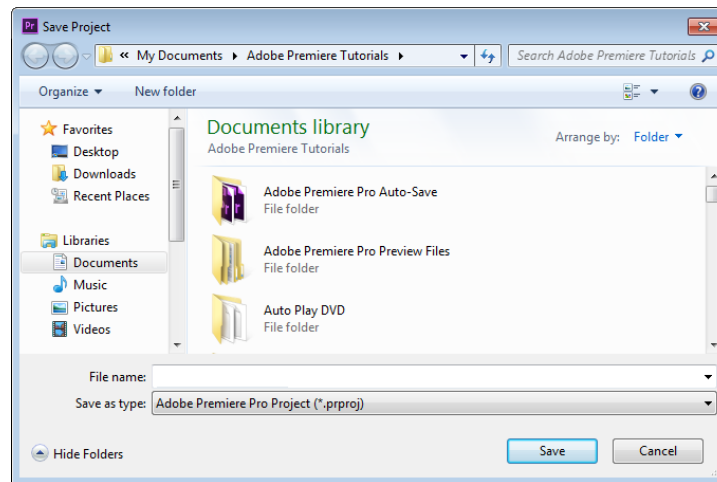 Pr Save Project
« My Documents Adobe Premiere Tutorials Search Adobe Premiere Tutorials
Organize New folder
Favorites
Desktop
Downloads
Recent Places
Libraries
Documents
Music
Pictures
Videos
Documents library
Adobe Premiere Tutorials
Arrange by: Folder
Adobe Premiere Pro Auto-Save
File folder
Adobe Premiere Pro Preview Files
File folder
Auto Play DVD
File folder
File name:
Save as type: Adobe Premiere Pro Project (*.prproj)
Hide Folders Save Cancel